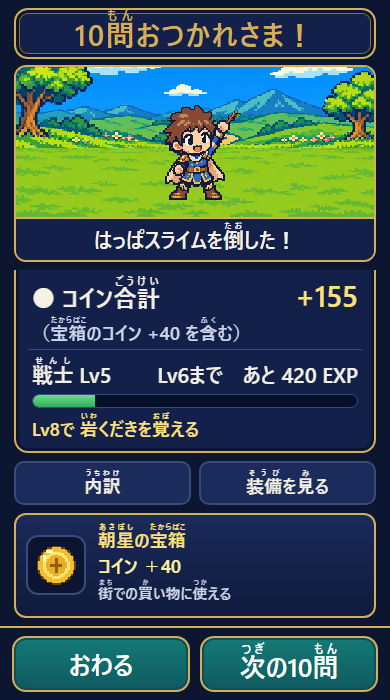 10問おつかれさま！
はっぱスライムを倒した！
コイン合計 +155
（宝箱のコイン +40 を含む）
戦士 Lv5 Lv6まで あと 420 EXP
Lv8で 岩くだきを覚える
内訳 装備を見る
朝星の宝箱
コイン ＋40
街での買い物に使える
おわる 次の10問